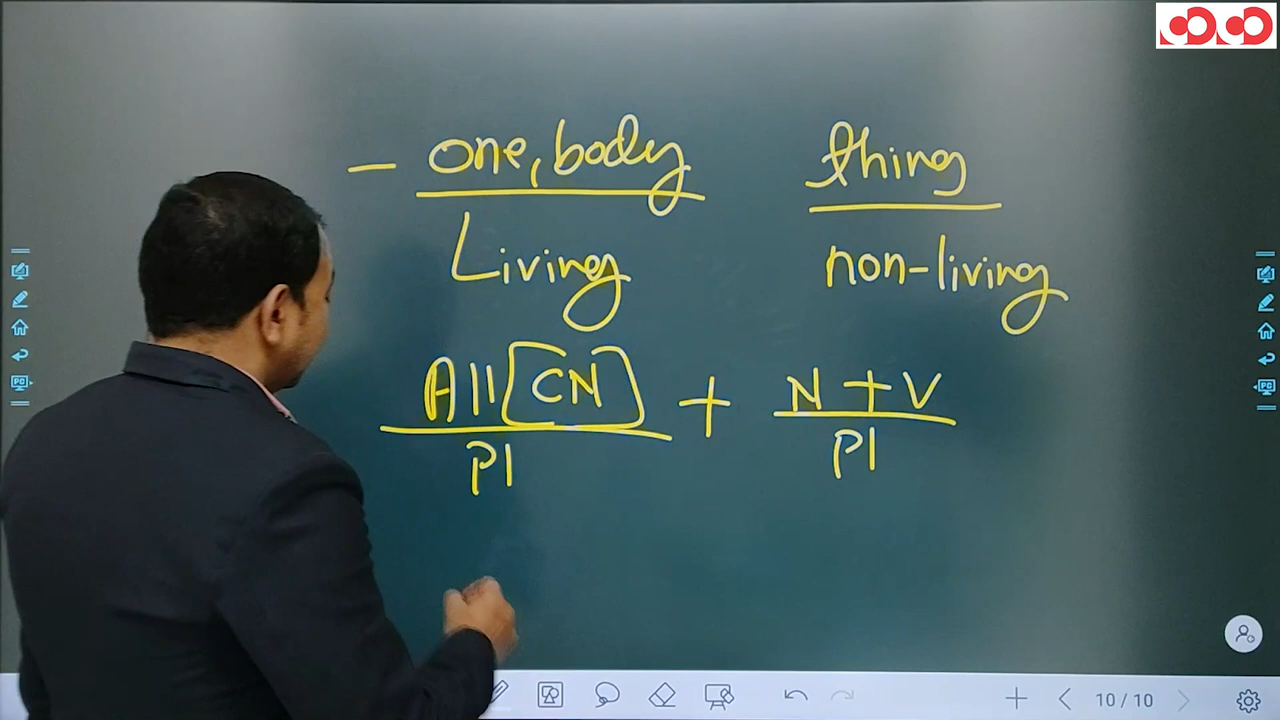 – one, body thing
Living non-living
All CN + N + V
Pl Pl
10 / 10